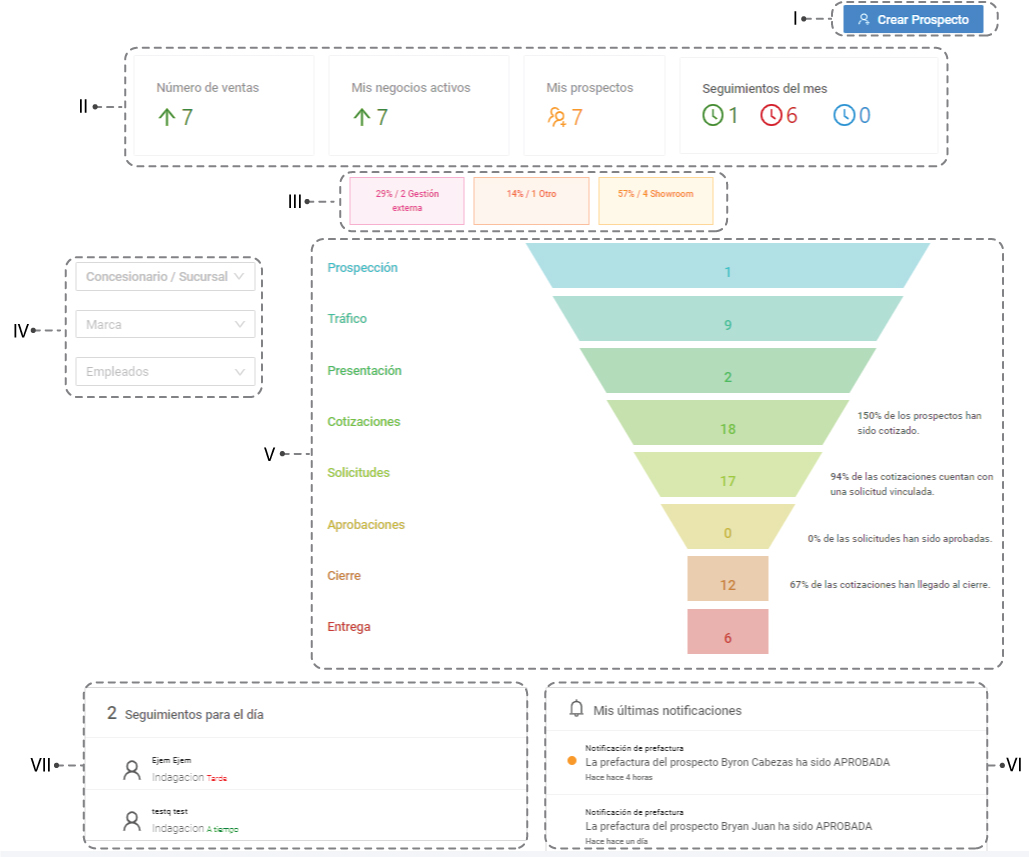 I
Crear Prospecto
II
Número de ventas
7
Mis negocios activos
7
Mis prospectos
7
Seguimientos del mes
1 6 0
III
29% / 2 Gestión
externa
14% / 1 Otro
57% / 4 Showroom
IV
Concesionario / Sucursal
Marca
Empleados
V
Prospección 1
Tráfico 9
Presentación 2
Cotizaciones 18
150% de los prospectos han
sido cotizado.
Solicitudes 17
94% de las cotizaciones cuentan con
una solicitud vinculada.
Aprobaciones 0
0% de las solicitudes han sido aprobadas.
Cierre 12
67% de las cotizaciones han llegado al cierre.
Entrega 6
VII
2 Seguimientos para el día
Ejem Ejem
Indagacion Tarde
testq test
Indagacion A tiempo
VI
Mis últimas notificaciones
Notificación de prefactura
La prefactura del prospecto Byron Cabezas ha sido APROBADA
Hace hace 4 horas
Notificación de prefactura
La prefactura del prospecto Bryan Juan ha sido APROBADA
Hace hace un día